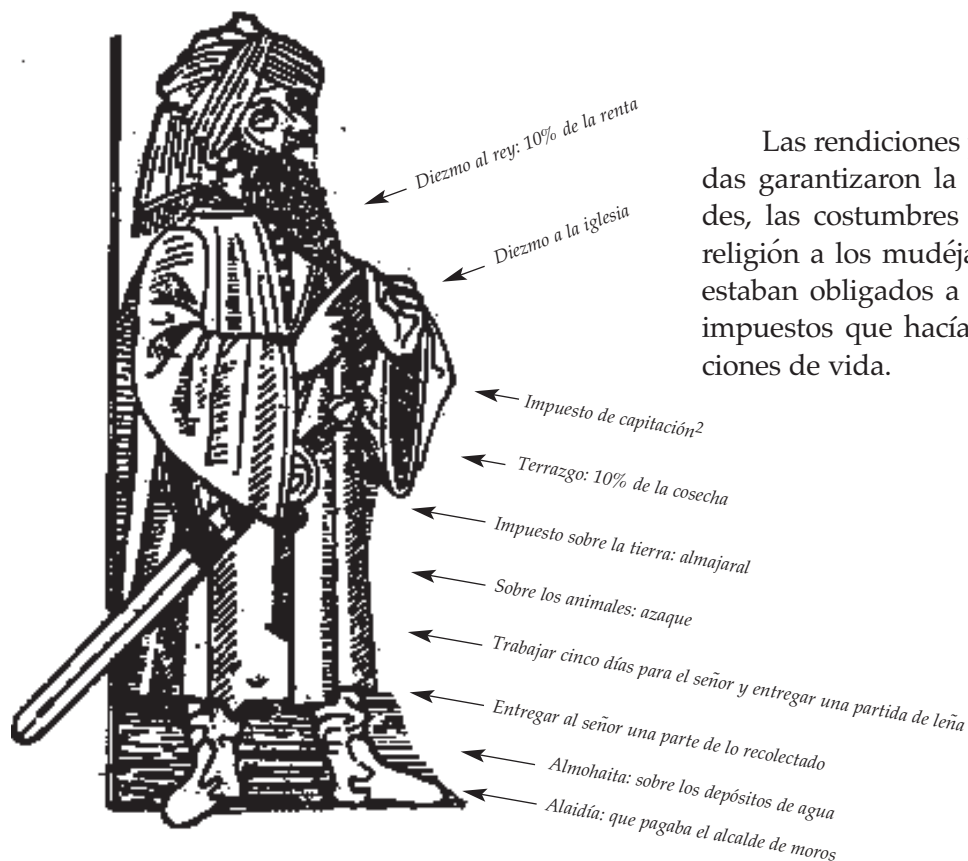 Diezmo al rey: 10% de la renta
Diezmo a la iglesia
Las rendiciones
das garantizaron la
des, las costumbres
religión a los mudéja
estaban obligados a
impuestos que hacía
ciones de vida.
Impuesto de capitación²
Terrazgo: 10% de la cosecha
Impuesto sobre la tierra: almajaral
Sobre los animales: azaque
Trabajar cinco días para el señor y entregar una partida de leña
Entregar al señor una parte de lo recolectado
Almohaita: sobre los depósitos de agua
Alaidía: que pagaba el alcalde de moros